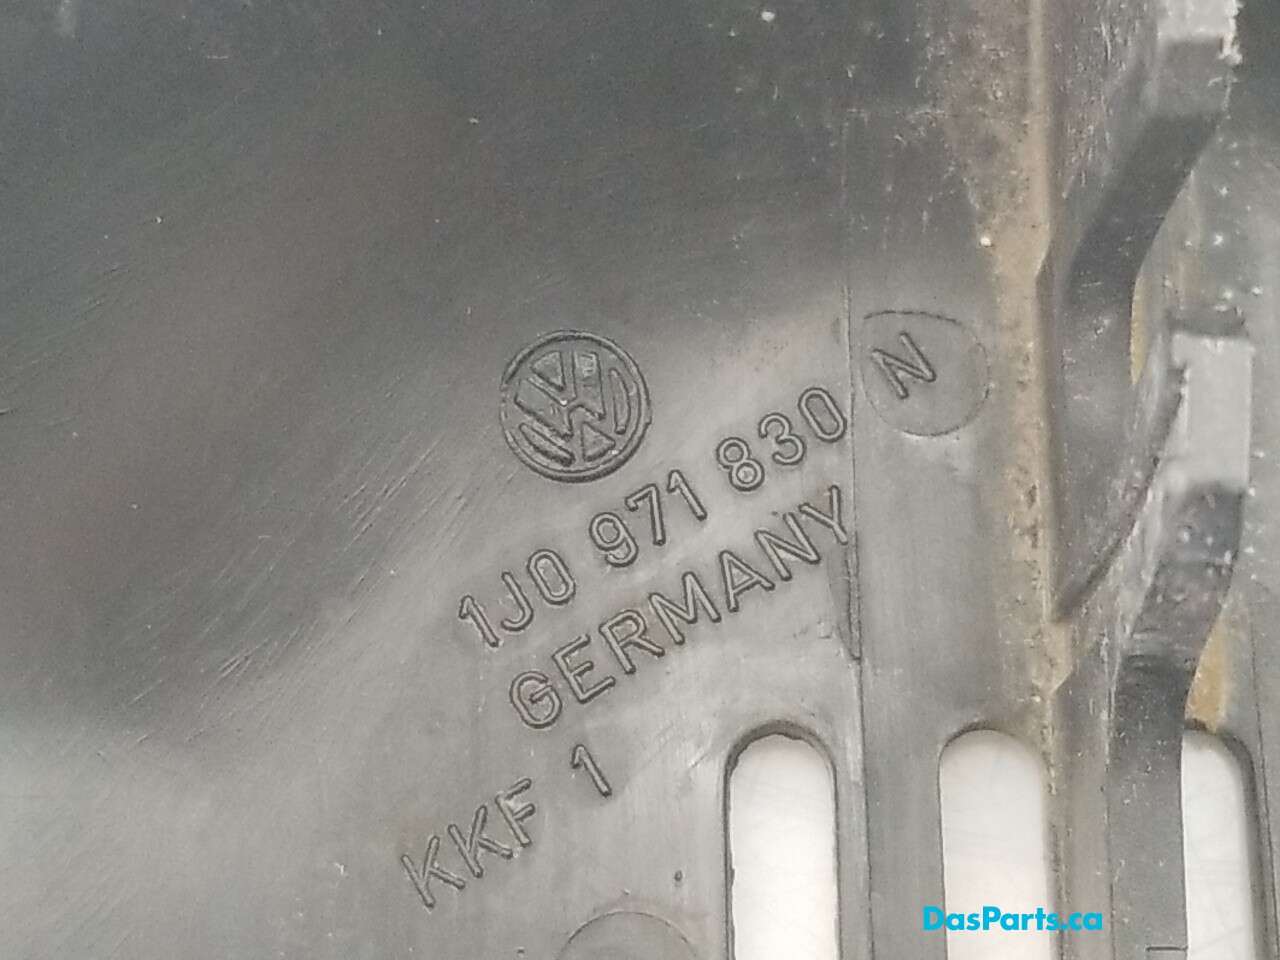 1J0 971 830 N
GERMANY
KKF 1
DasParts.ca